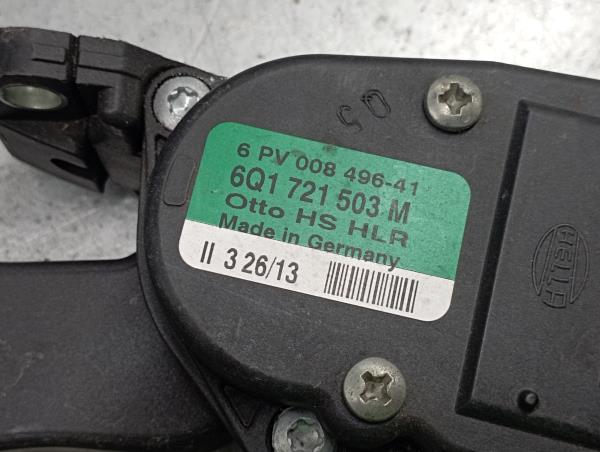 05
6 PV 008 496-41
6Q1 721 503 M
Otto HS HLR
Made in Germany
II 3 26/13
HELLA